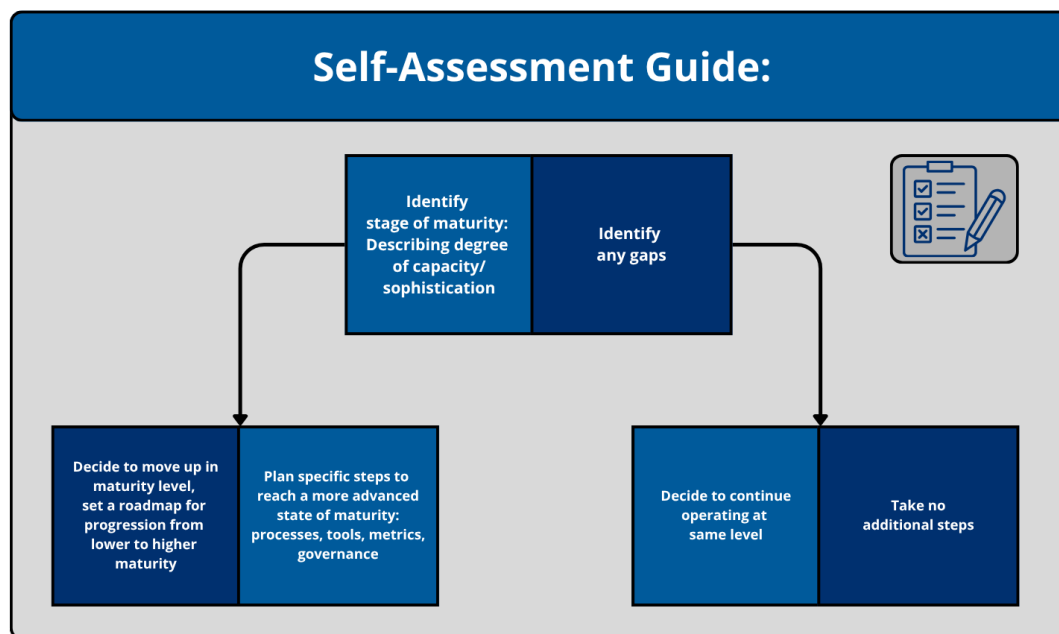 Self-Assessment Guide:
Identify
stage of maturity:
Describing degree
of capacity/
sophistication
Identify
any gaps
Decide to move up in
maturity level,
set a roadmap for
progression from
lower to higher
maturity
Plan specific steps to
reach a more advanced
state of maturity:
processes, tools, metrics,
governance
Decide to continue
operating at
same level
Take no
additional steps